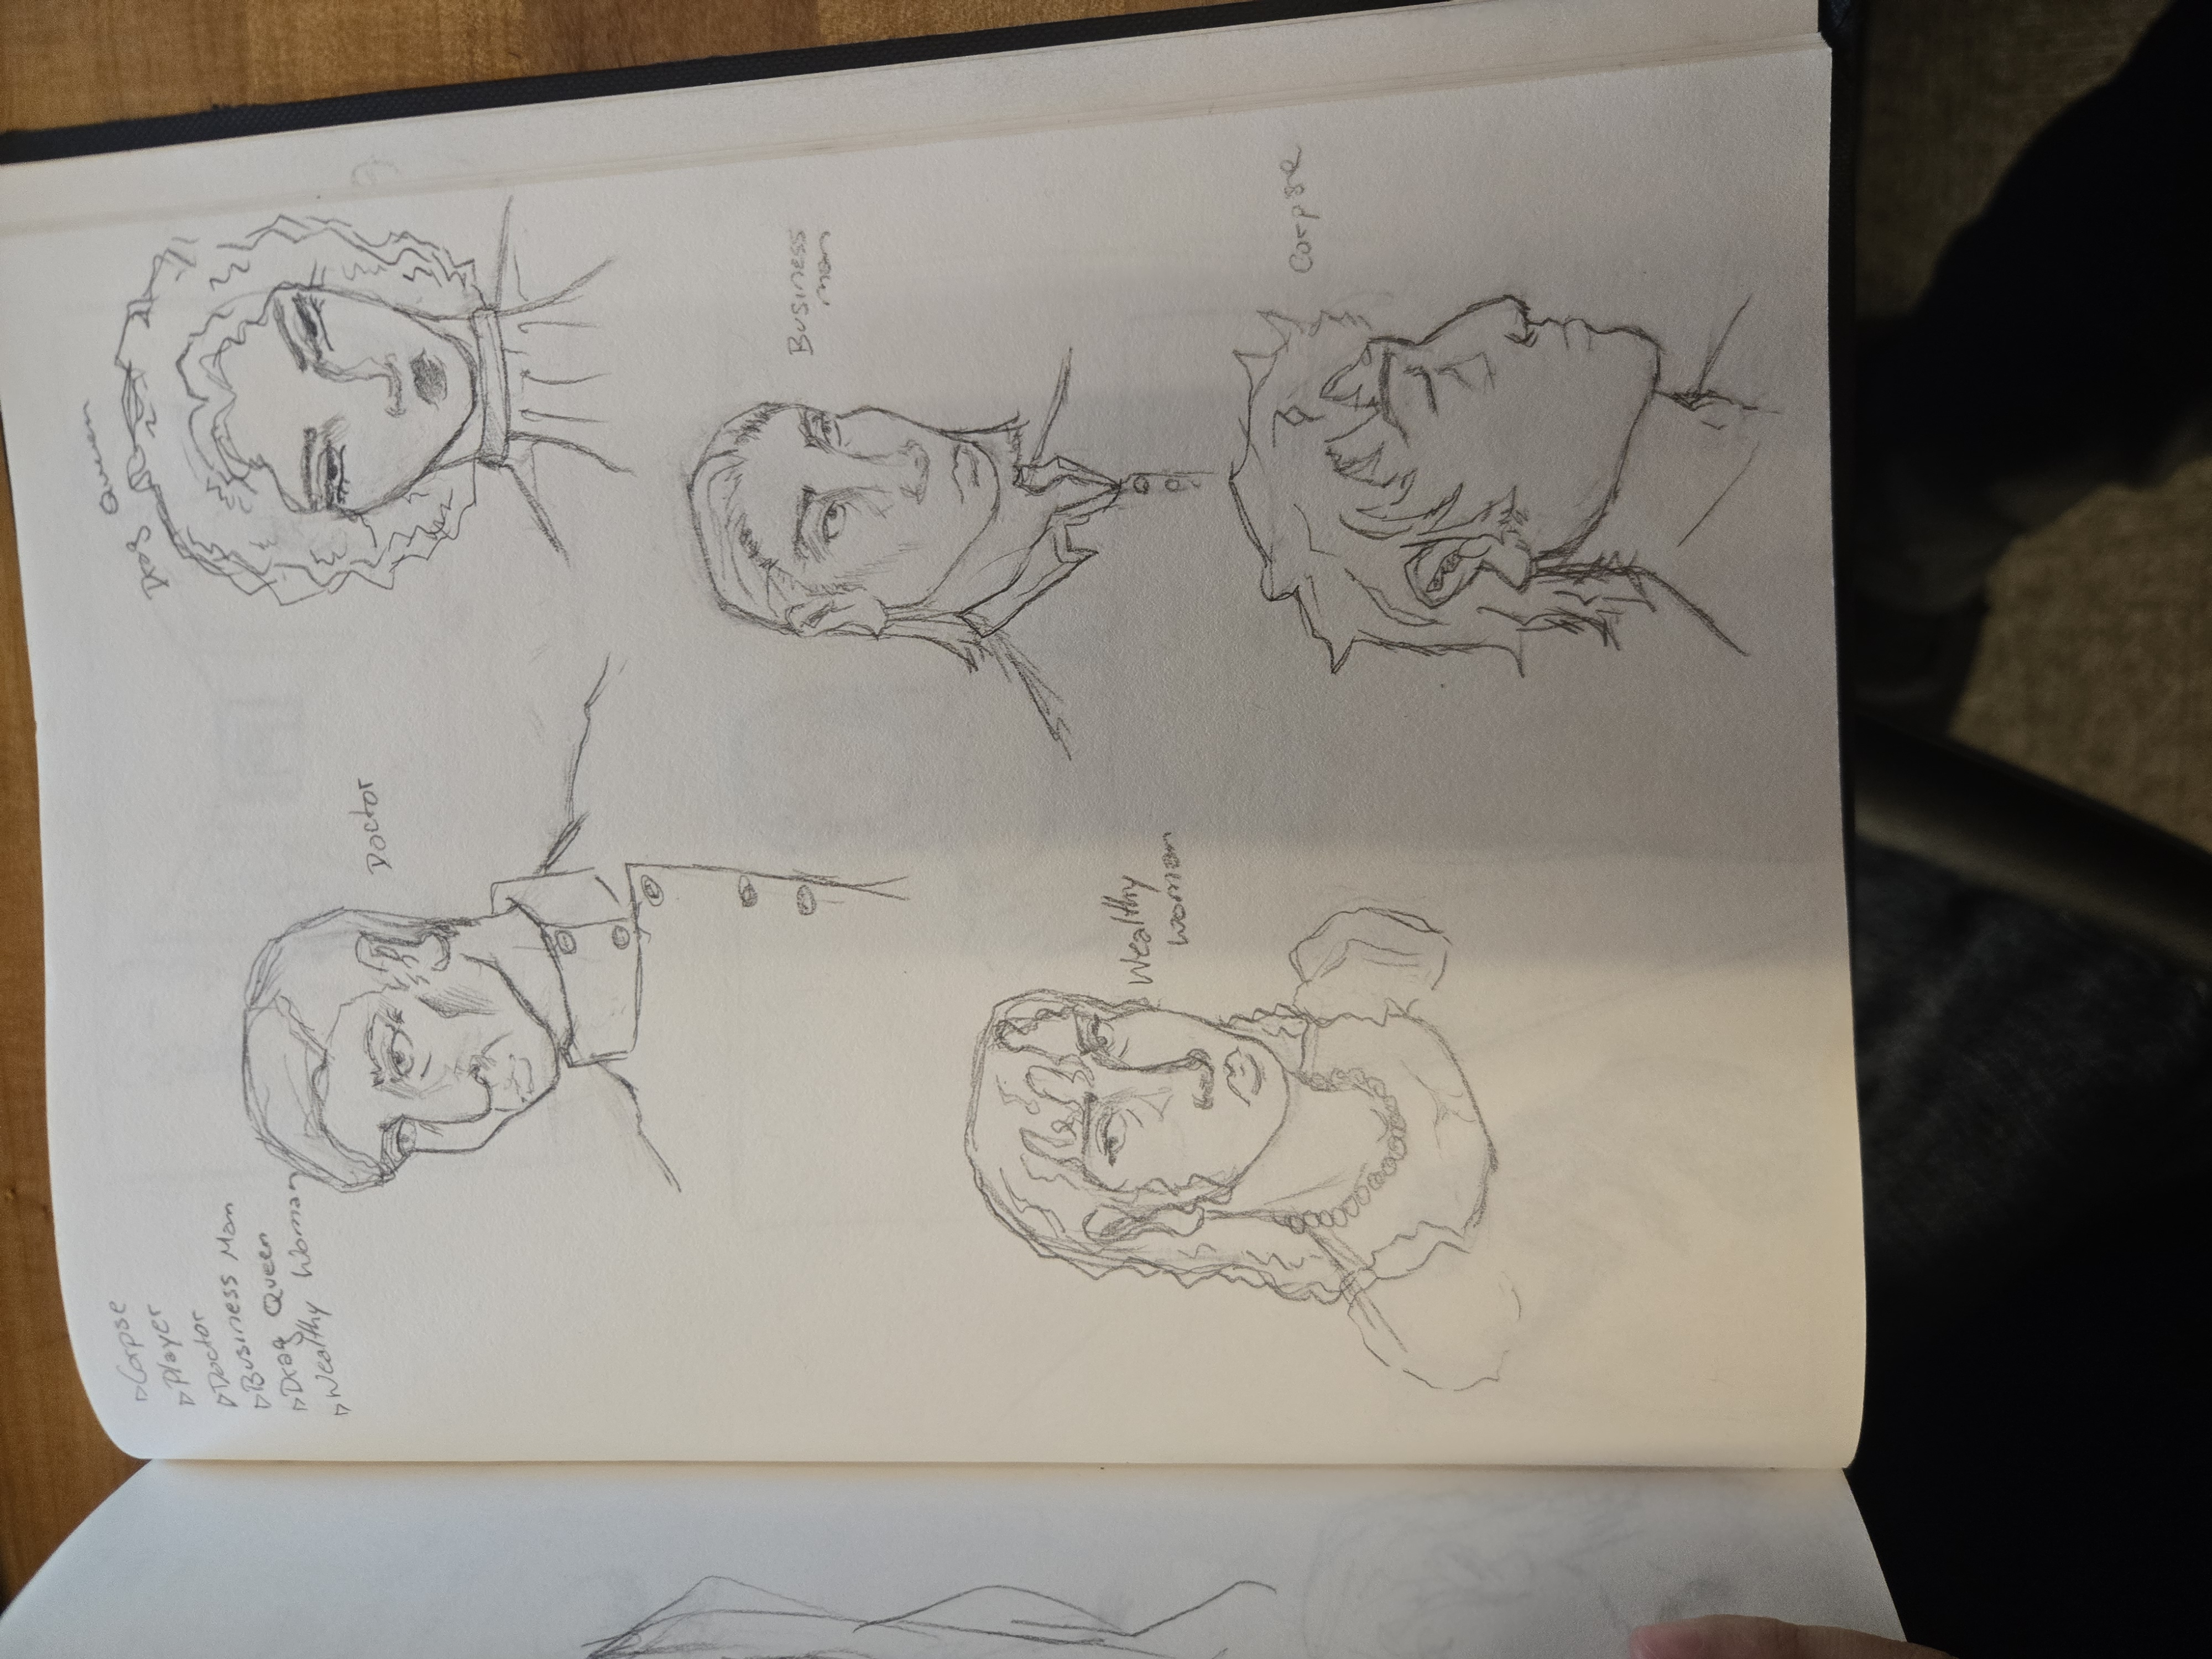 ▷Corpse
▷Player
▷Doctor
▷Business Man
▷Drag Queen
▷Wealthy Woman
Drag Queen
Doctor
Business
man
Wealthy
woman
Corpse